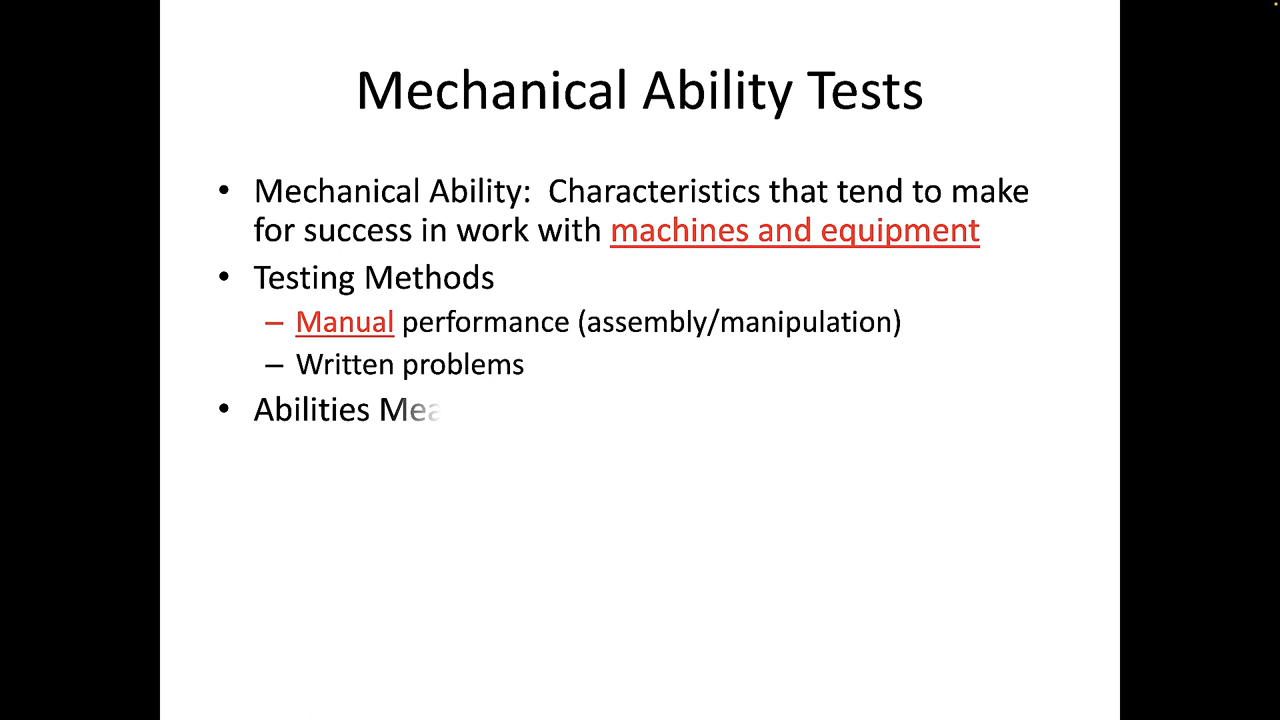 Mechanical Ability Tests
• Mechanical Ability:  Characteristics that tend to make
for success in work with machines and equipment
• Testing Methods
– Manual performance (assembly/manipulation)
– Written problems
• Abilities Mea